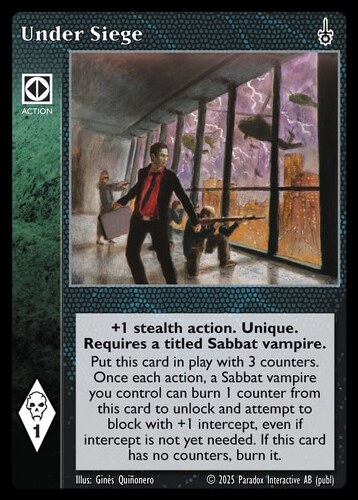 Under Siege
ACTION
+1 stealth action. Unique.
Requires a titled Sabbat vampire.
Put this card in play with 3 counters.
Once each action, a Sabbat vampire
you control can burn 1 counter from
this card to unlock and attempt to
block with +1 intercept, even if
intercept is not yet needed. If this card
has no counters, burn it.
1
Illus: Ginés Quiñonero
© 2025 Paradox Interactive AB (publ)